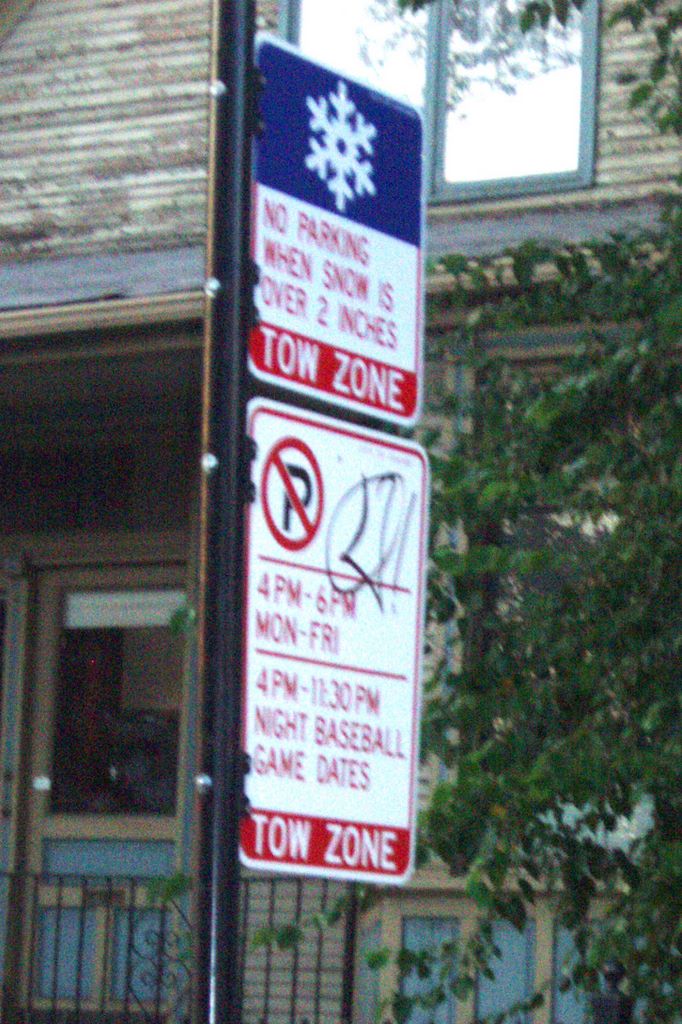 NO PARKING
WHEN SNOW IS
OVER 2 INCHES
TOW ZONE
P
4PM-6PM
MON-FRI
4PM-11:30PM
NIGHT BASEBALL
GAME DATES
TOW ZONE